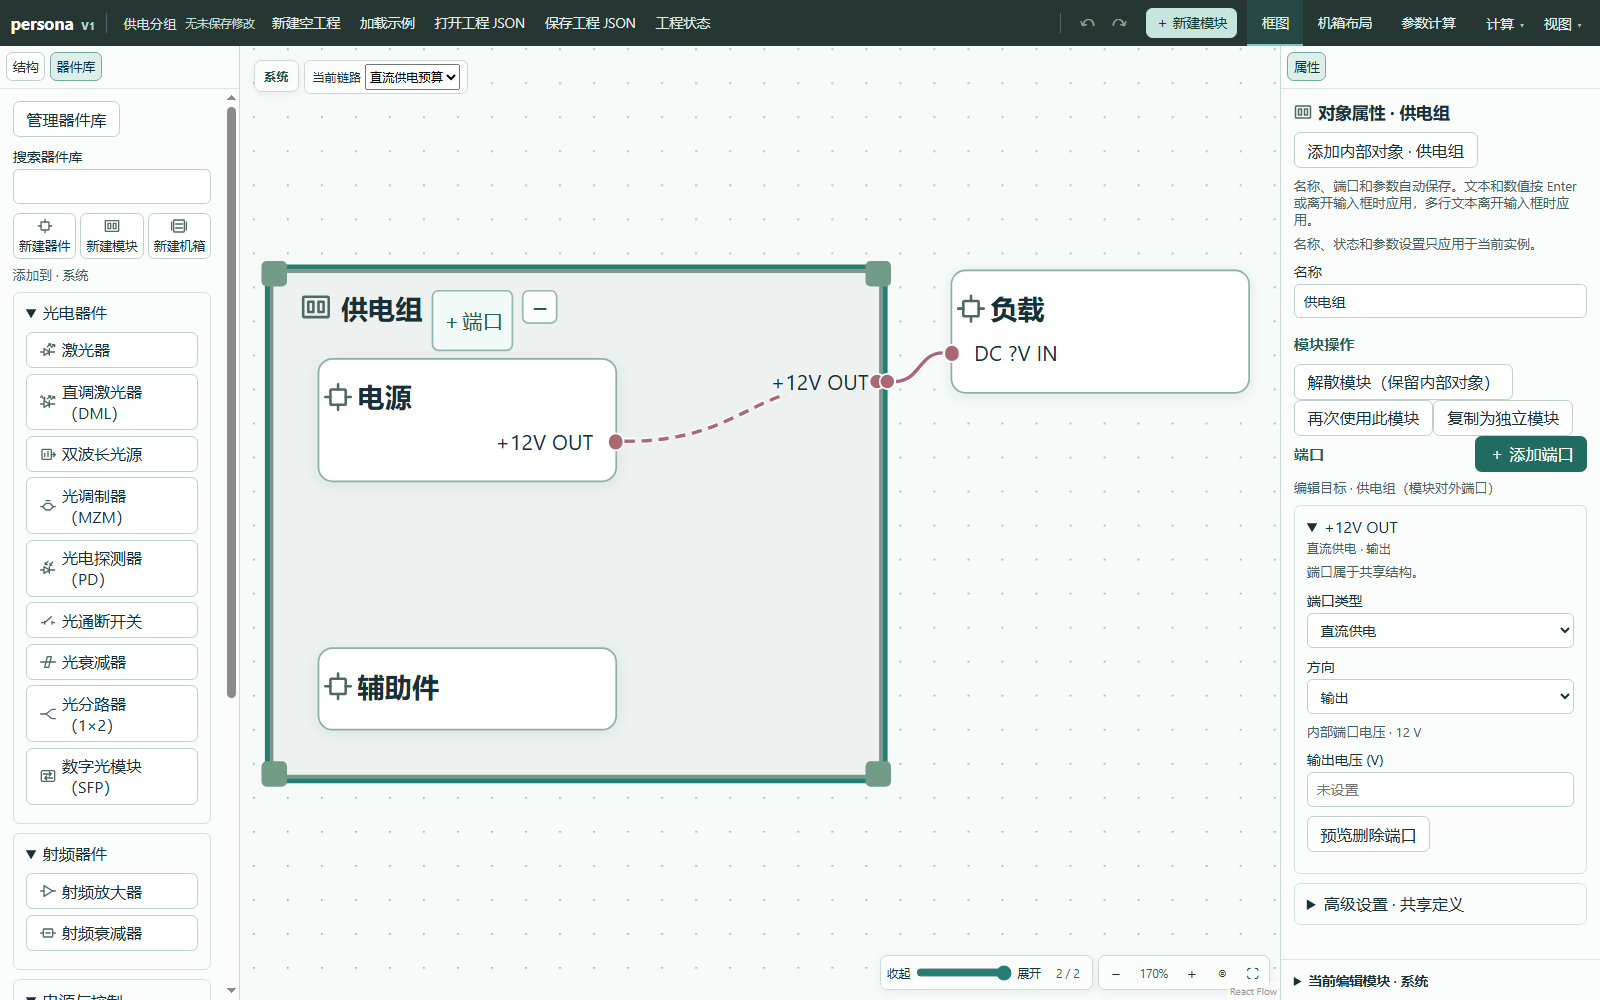 persona V1
供电分组
无未保存修改
新建空工程
加载示例
打开工程 JSON
保存工程 JSON
工程状态
+ 新建模块
框图
机箱布局
参数计算
计算
视图
结构
器件库
管理器件库
搜索器件库
新建器件
新建模块
新建机箱
添加到 · 系统
光电器件
激光器
直调激光器
（DML）
双波长光源
光调制器
（MZM）
光电探测器
（PD）
光通断开关
光衰减器
光分路器
（1×2）
数字光模块
（SFP）
射频器件
射频放大器
射频衰减器
电源与控制
系统
当前链路
直流供电预算
供电组
+ 端口
−
电源
+12V OUT
辅助件
+12V OUT
负载
DC ?V IN
收起
展开
2 / 2
−
170%
+
React Flow
属性
对象属性 · 供电组
添加内部对象 · 供电组
名称、端口和参数自动保存。文本和数值按 Enter
或离开输入框时应用，多行文本离开输入框时应
用。
名称、状态和参数设置只应用于当前实例。
名称
供电组
模块操作
解散模块（保留内部对象）
再次使用此模块
复制为独立模块
端口
+ 添加端口
编辑目标 · 供电组（模块对外端口）
+12V OUT
直流供电 · 输出
端口属于共享结构。
端口类型
直流供电
方向
输出
内部端口电压 · 12 V
输出电压 (V)
未设置
预览删除端口
高级设置 · 共享定义
当前编辑模块 · 系统